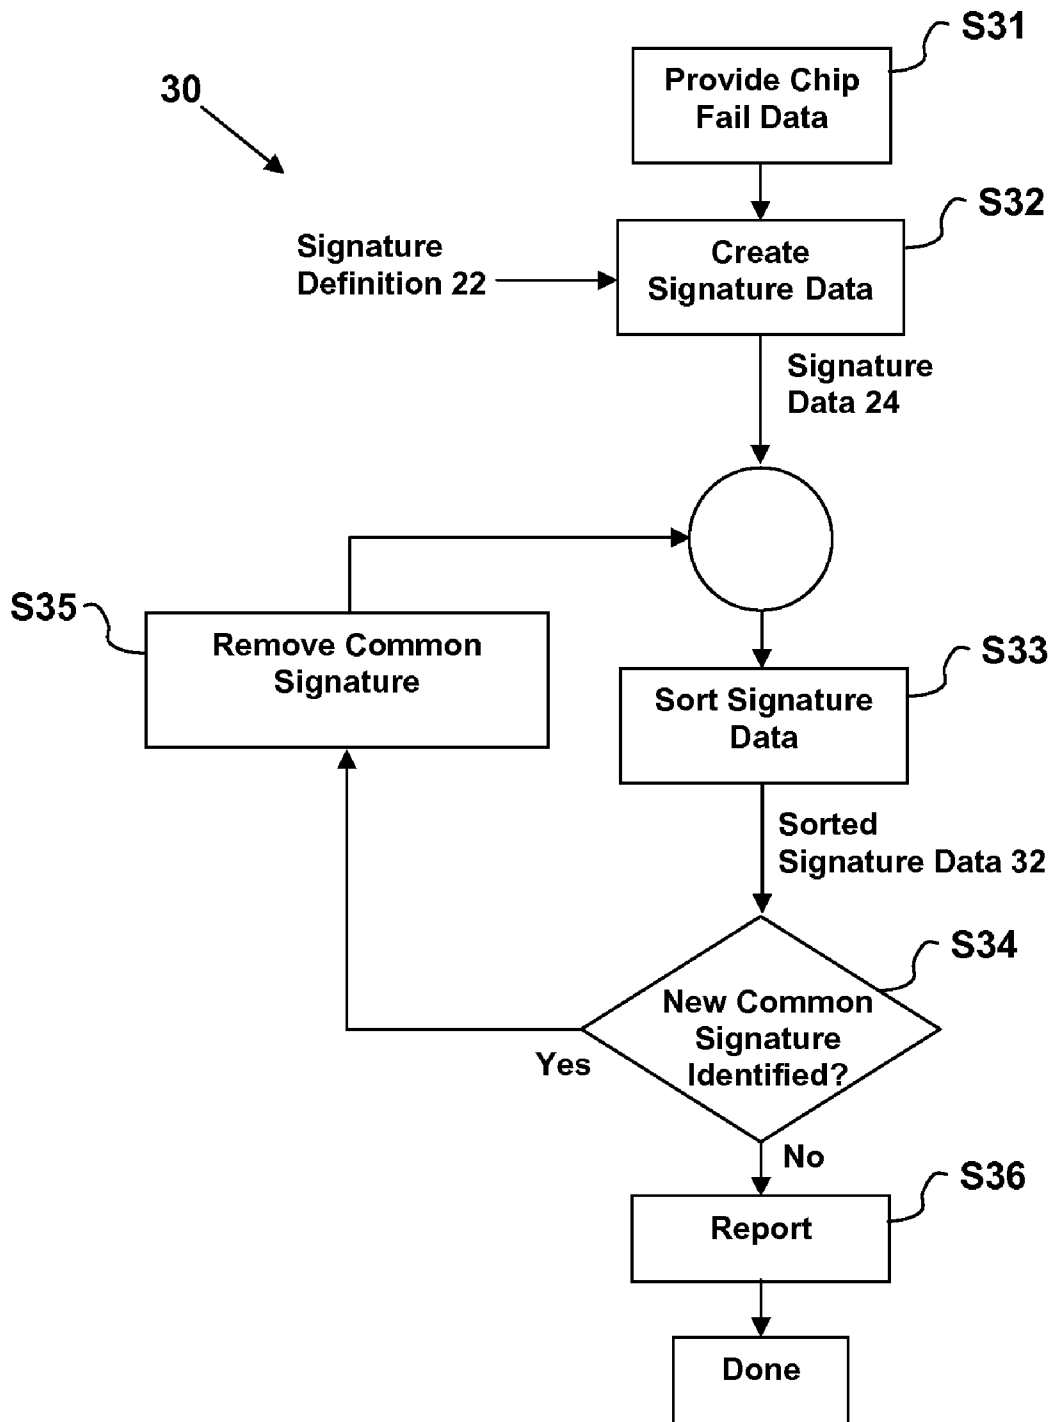 S31
Provide Chip
Fail Data
30
S32
Create
Signature Data
Signature
Definition 22
Signature
Data 24
S35
Remove Common
Signature
S33
Sort Signature
Data
Sorted
Signature Data 32
S34
New Common
Signature
Identified?
Yes
No
S36
Report
Done